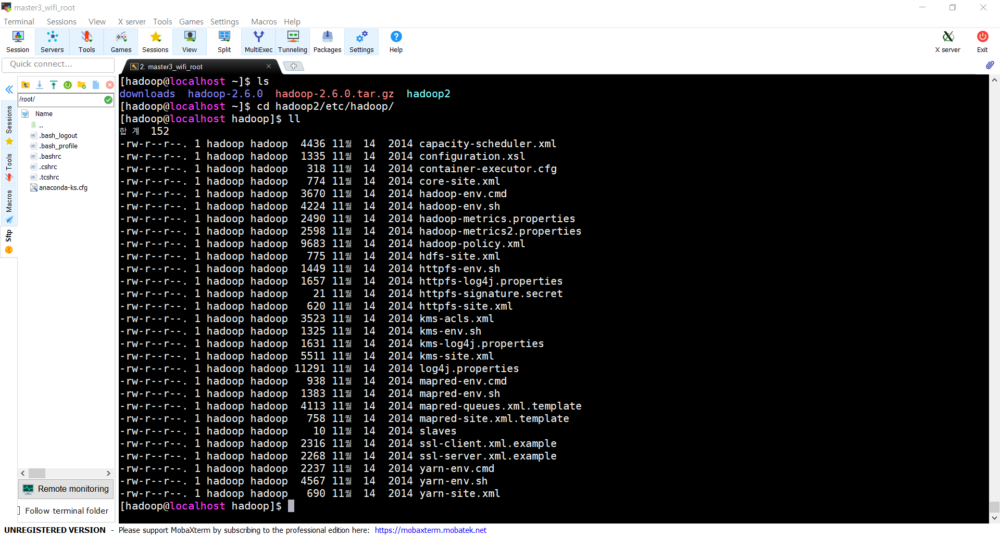 master3_wifi_root
Terminal Sessions View X server Tools Games Settings Macros Help
Session Servers Tools Games Sessions View Split MultiExec Tunneling Packages Settings Help X server Exit
Quick connect...
2. master3_wifi_root
/root/
Name
..
.bash_logout
.bash_profile
.bashrc
.cshrc
.tcshrc
anaconda-ks.cfg
Sessions
Tools
Macros
Sftp
Remote monitoring
Follow terminal folder
[hadoop@localhost ~]$ ls
downloads hadoop-2.6.0 hadoop-2.6.0.tar.gz hadoop2
[hadoop@localhost ~]$ cd hadoop2/etc/hadoop/
[hadoop@localhost hadoop]$ ll
합계 152
-rw-r--r--. 1 hadoop hadoop 4436 11월 14 2014 capacity-scheduler.xml
-rw-r--r--. 1 hadoop hadoop 1335 11월 14 2014 configuration.xsl
-rw-r--r--. 1 hadoop hadoop 318 11월 14 2014 container-executor.cfg
-rw-r--r--. 1 hadoop hadoop 774 11월 14 2014 core-site.xml
-rw-r--r--. 1 hadoop hadoop 3670 11월 14 2014 hadoop-env.cmd
-rw-r--r--. 1 hadoop hadoop 4224 11월 14 2014 hadoop-env.sh
-rw-r--r--. 1 hadoop hadoop 2490 11월 14 2014 hadoop-metrics.properties
-rw-r--r--. 1 hadoop hadoop 2598 11월 14 2014 hadoop-metrics2.properties
-rw-r--r--. 1 hadoop hadoop 9683 11월 14 2014 hadoop-policy.xml
-rw-r--r--. 1 hadoop hadoop 775 11월 14 2014 hdfs-site.xml
-rw-r--r--. 1 hadoop hadoop 1449 11월 14 2014 httpfs-env.sh
-rw-r--r--. 1 hadoop hadoop 1657 11월 14 2014 httpfs-log4j.properties
-rw-r--r--. 1 hadoop hadoop 21 11월 14 2014 httpfs-signature.secret
-rw-r--r--. 1 hadoop hadoop 620 11월 14 2014 httpfs-site.xml
-rw-r--r--. 1 hadoop hadoop 3523 11월 14 2014 kms-acls.xml
-rw-r--r--. 1 hadoop hadoop 1325 11월 14 2014 kms-env.sh
-rw-r--r--. 1 hadoop hadoop 1631 11월 14 2014 kms-log4j.properties
-rw-r--r--. 1 hadoop hadoop 5511 11월 14 2014 kms-site.xml
-rw-r--r--. 1 hadoop hadoop 11291 11월 14 2014 log4j.properties
-rw-r--r--. 1 hadoop hadoop 938 11월 14 2014 mapred-env.cmd
-rw-r--r--. 1 hadoop hadoop 1383 11월 14 2014 mapred-env.sh
-rw-r--r--. 1 hadoop hadoop 4113 11월 14 2014 mapred-queues.xml.template
-rw-r--r--. 1 hadoop hadoop 758 11월 14 2014 mapred-site.xml.template
-rw-r--r--. 1 hadoop hadoop 10 11월 14 2014 slaves
-rw-r--r--. 1 hadoop hadoop 2316 11월 14 2014 ssl-client.xml.example
-rw-r--r--. 1 hadoop hadoop 2268 11월 14 2014 ssl-server.xml.example
-rw-r--r--. 1 hadoop hadoop 2237 11월 14 2014 yarn-env.cmd
-rw-r--r--. 1 hadoop hadoop 4567 11월 14 2014 yarn-env.sh
-rw-r--r--. 1 hadoop hadoop 690 11월 14 2014 yarn-site.xml
[hadoop@localhost hadoop]$
UNREGISTERED VERSION - Please support MobaXterm by subscribing to the professional edition here: https://mobaxterm.mobatek.net